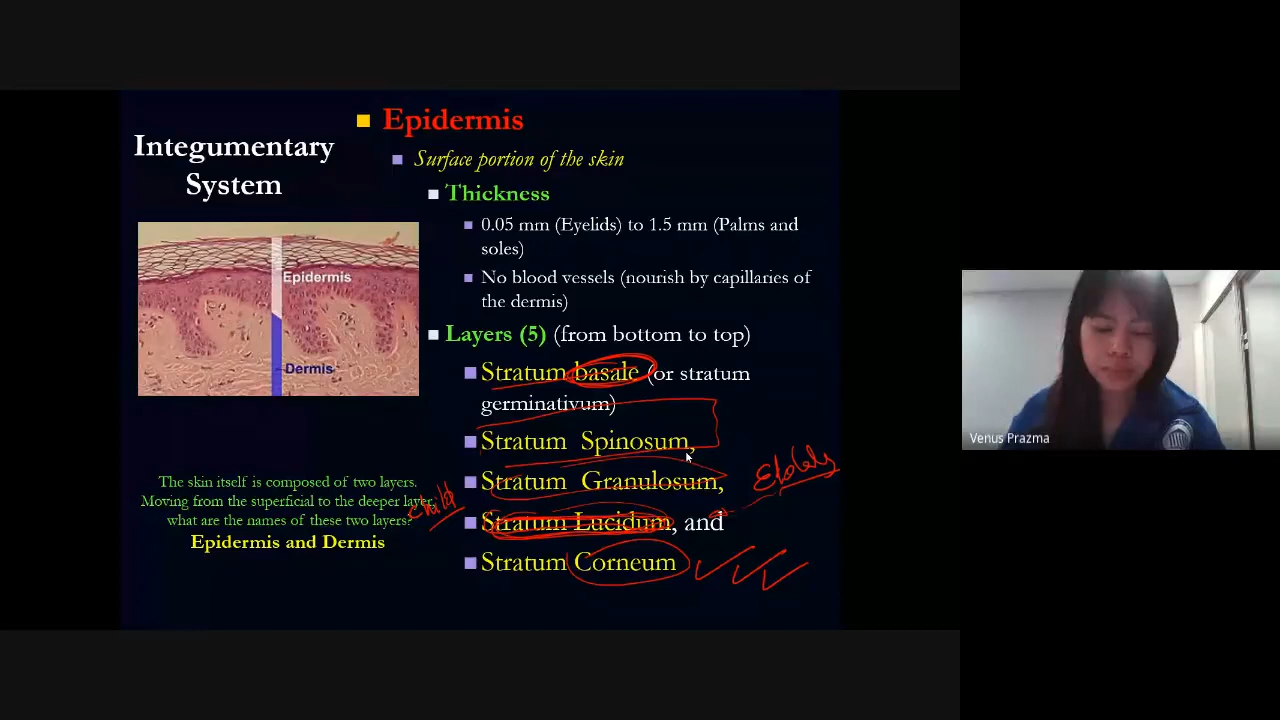 Integumentary
System
Epidermis
Dermis
The skin itself is composed of two layers.
Moving from the superficial to the deeper layer,
what are the names of these two layers?
Epidermis and Dermis
Epidermis
Surface portion of the skin
Thickness
0.05 mm (Eyelids) to 1.5 mm (Palms and
soles)
No blood vessels (nourish by capillaries of
the dermis)
Layers (5) (from bottom to top)
Stratum basale (or stratum
germinativum)
Stratum Spinosum,
Stratum Granulosum,
Stratum Lucidum, and
Stratum Corneum
Child
Venus Prazma